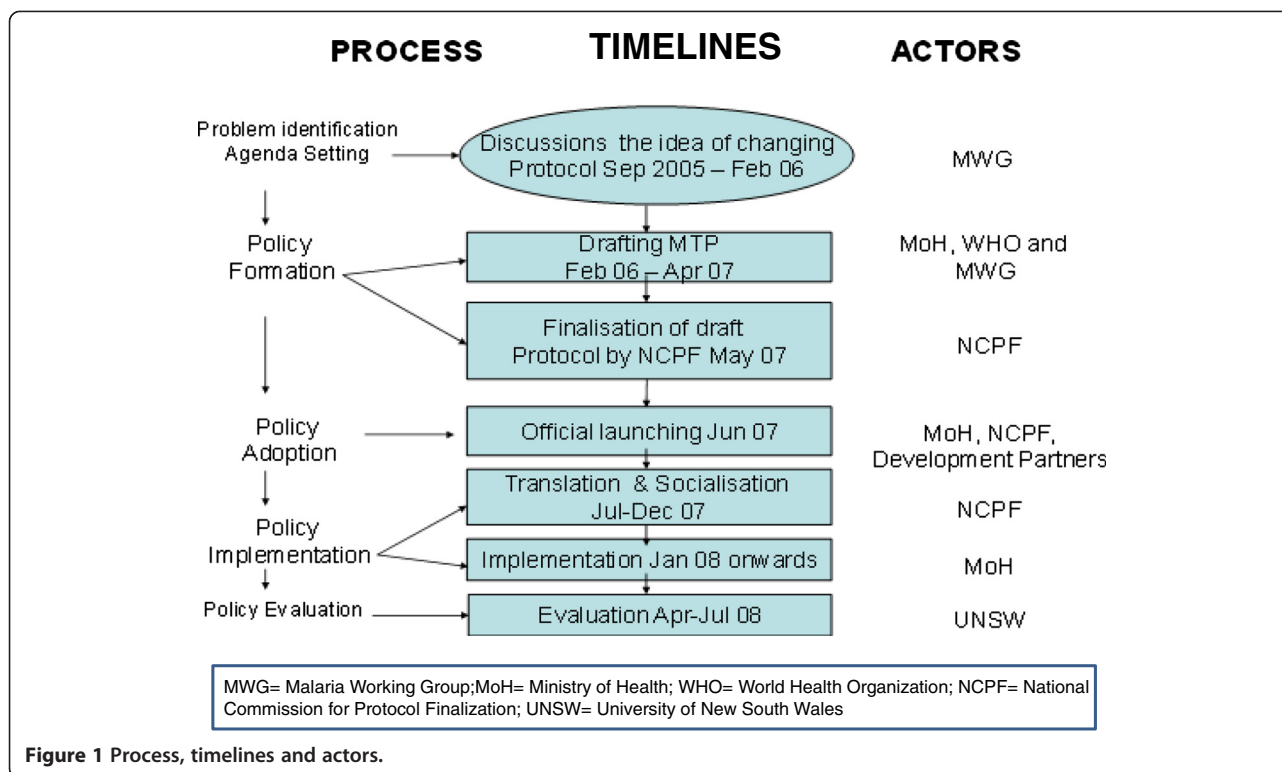 PROCESS TIMELINES ACTORS
Problem identification
Agenda Setting
Discussions the idea of changing
Protocol Sep 2005 – Feb 06
MWG
Policy
Formation
Drafting MTP
Feb 06 – Apr 07
MoH, WHO and
MWG
Finalisation of draft
Protocol by NCPF May 07
NCPF
Policy
Adoption
Official launching Jun 07
MoH, NCPF,
Development Partners
Translation & Socialisation
Jul-Dec 07
NCPF
Policy
Implementation
Implementation Jan 08 onwards
MoH
Policy Evaluation
Evaluation Apr-Jul 08
UNSW
MWG= Malaria Working Group;MoH= Ministry of Health; WHO= World Health Organization; NCPF= National
Commission for Protocol Finalization; UNSW= University of New South Wales
Figure 1 Process, timelines and actors.